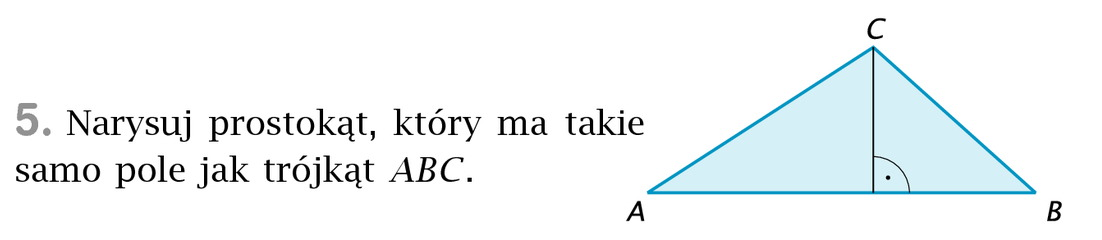 C
5. Narysuj prostokąt, który ma takie
samo pole jak trójkąt ABC.
A
B